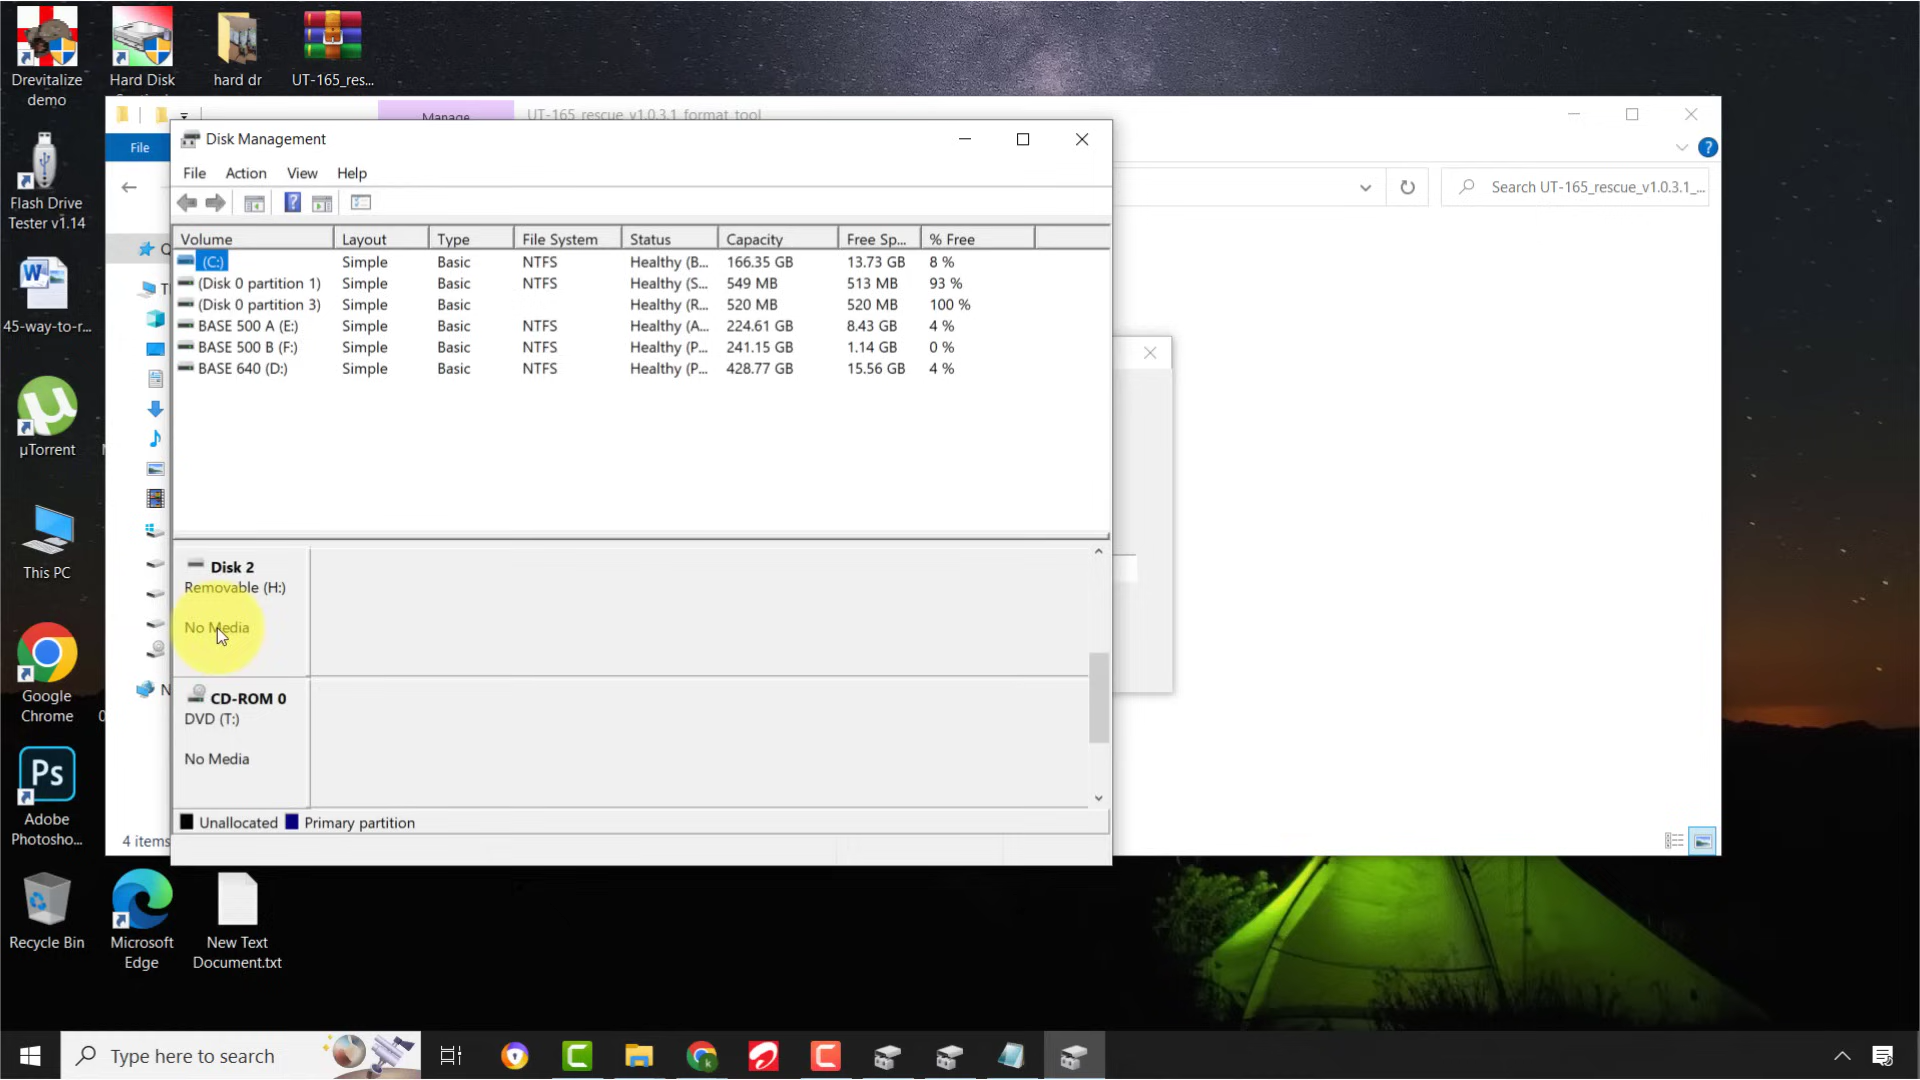 Drevitalize
demo
Hard Disk
hard dr
UT-165_res...
Manage
UT-165_rescue_v1.0.3.1_format_tool
File
Search UT-165_rescue_v1.0.3.1_...
Disk Management
File Action View Help
Volume Layout Type File System Status Capacity Free Sp... % Free
(C:) Simple Basic NTFS Healthy (B... 166.35 GB 13.73 GB 8 %
(Disk 0 partition 1) Simple Basic NTFS Healthy (S... 549 MB 513 MB 93 %
(Disk 0 partition 3) Simple Basic Healthy (R... 520 MB 520 MB 100 %
BASE 500 A (E:) Simple Basic NTFS Healthy (A... 224.61 GB 8.43 GB 4 %
BASE 500 B (F:) Simple Basic NTFS Healthy (P... 241.15 GB 1.14 GB 0 %
BASE 640 (D:) Simple Basic NTFS Healthy (P... 428.77 GB 15.56 GB 4 %
Disk 2
Removable (H:)
No Media
CD-ROM 0
DVD (T:)
No Media
Unallocated Primary partition
4 items
Flash Drive
Tester v1.14
45-way-to-r...
µTorrent
This PC
Google
Chrome
Ps
Adobe
Photosho...
Recycle Bin
Microsoft
Edge
New Text
Document.txt
Type here to search